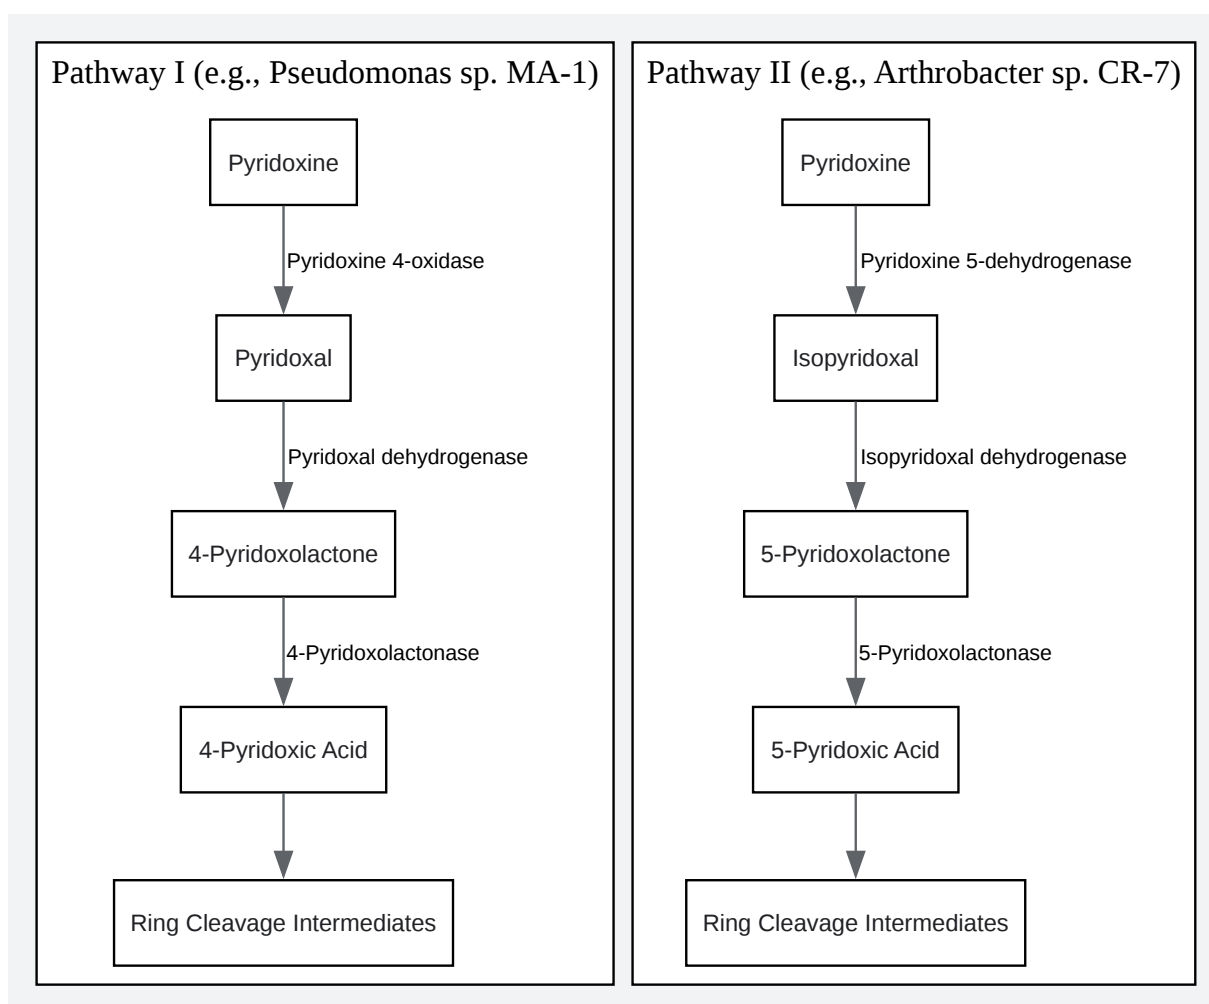 Pathway I (e.g., Pseudomonas sp. MA-1)
Pyridoxine
Pyridoxine 4-oxidase
Pyridoxal
Pyridoxal dehydrogenase
4-Pyridoxolactone
4-Pyridoxolactonase
4-Pyridoxic Acid
Ring Cleavage Intermediates
Pathway II (e.g., Arthrobacter sp. CR-7)
Pyridoxine
Pyridoxine 5-dehydrogenase
Isopyridoxal
Isopyridoxal dehydrogenase
5-Pyridoxolactone
5-Pyridoxolactonase
5-Pyridoxic Acid
Ring Cleavage Intermediates